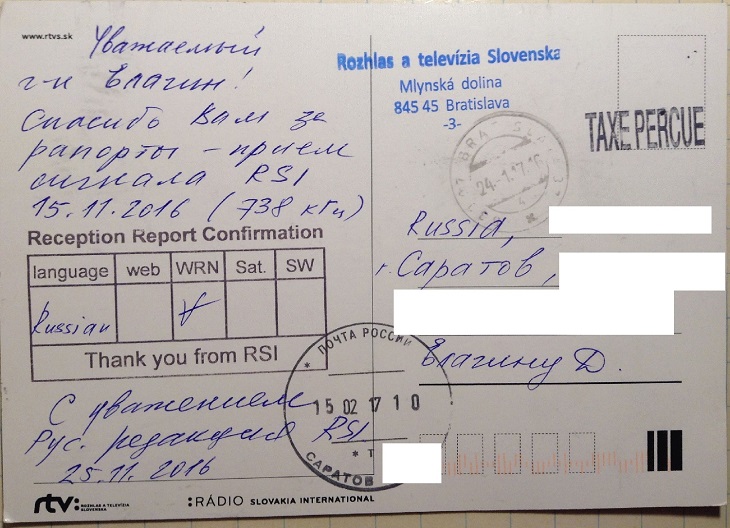 www.rtvs.sk
Уважаемый
г-н Елагин!
Спасибо Вам за
рапорты – прием
сигнала RSI
15.11.2016 (738 кГц)
Reception Report Confirmation
language web WRN Sat. SW
Russian
Thank you from RSI
С уважением
Рус. редакция RSI
25.11.2016
rtv:
ROZHLAS A TELEVÍZIA
SLOVENSKA
:RÁDIO SLOVAKIA INTERNATIONAL
Rozhlas a televízia Slovenska
Mlynská dolina
845 45 Bratislava
-3-
TAXE PERCUE
24-1.17-16
Russia,
г. Саратов,
Елагину Д.
ПОЧТА РОССИИ
15 02 17 10
САРАТОВ